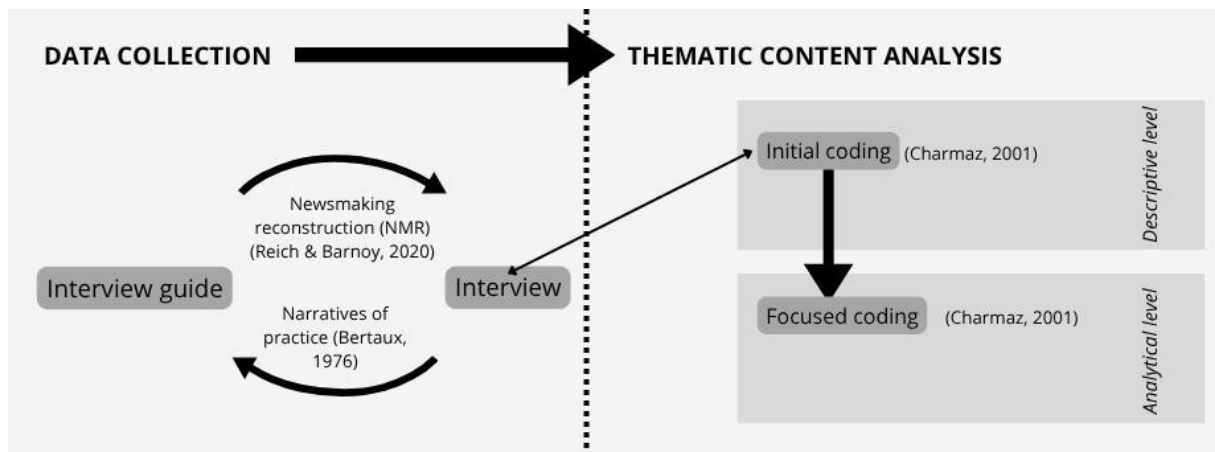 DATA COLLECTION
THEMATIC CONTENT ANALYSIS
Newsmaking
reconstruction (NMR)
(Reich & Barnoy, 2020)
Interview guide
Interview
Narratives of
practice (Bertaux,
1976)
Initial coding (Charmaz, 2001)
Descriptive level
Focused coding (Charmaz, 2001)
Analytical level